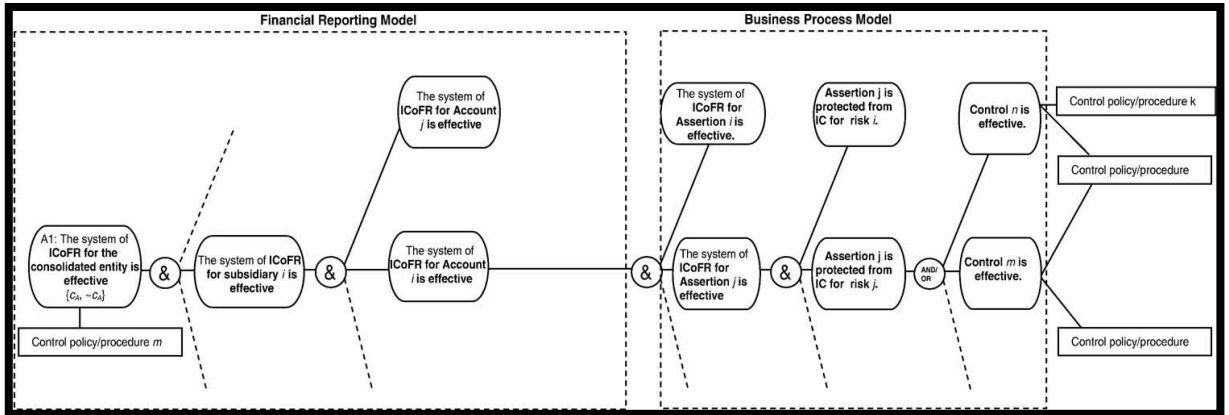 Financial Reporting Model
Business Process Model
The system of
ICoFR for Account
j is effective
The system of
ICoFR for
Assertion i is
effective.
Assertion j is
protected from
IC for risk i.
Control n is
effective.
Control policy/procedure k
Control policy/procedure
A1: The system of
ICoFR for the
consolidated entity is
effective
{cA, ~cA}
&
The system of ICoFR
for subsidiary i is
effective
&
The system of
ICoFR for Account
i is effective
&
The system of
ICoFR for
Assertion j is
effective
&
Assertion j is
protected from
IC for risk j.
AND/
OR
Control m is
effective.
Control policy/procedure m
Control policy/procedure